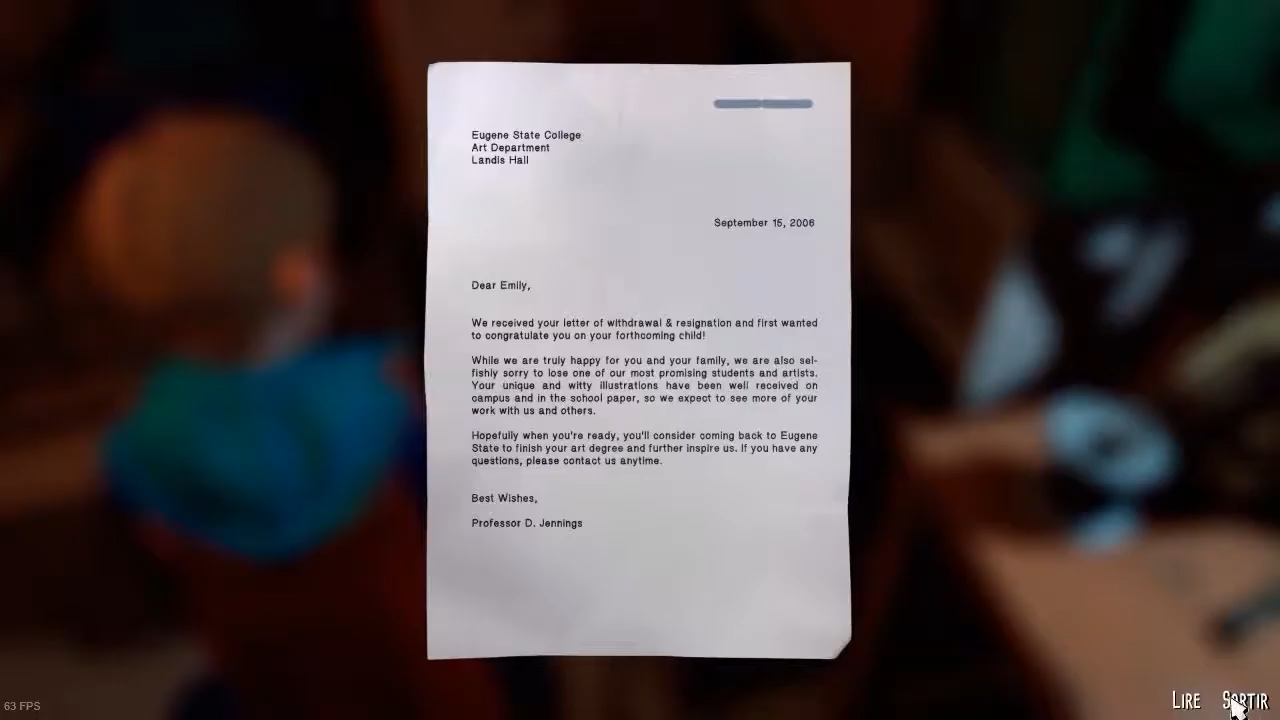 Eugene State College
Art Department
Landis Hall
September 15, 2006
Dear Emily,
We received your letter of withdrawal & resignation and first wanted
to congratulate you on your forthcoming child!
While we are truly happy for you and your family, we are also sel-
fishly sorry to lose one of our most promising students and artists.
Your unique and witty illustrations have been well received on
campus and in the school paper, so we expect to see more of your
work with us and others.
Hopefully when you're ready, you'll consider coming back to Eugene
State to finish your art degree and further inspire us. If you have any
questions, please contact us anytime.
Best Wishes,
Professor D. Jennings
63 FPS
LIRE SORTIR